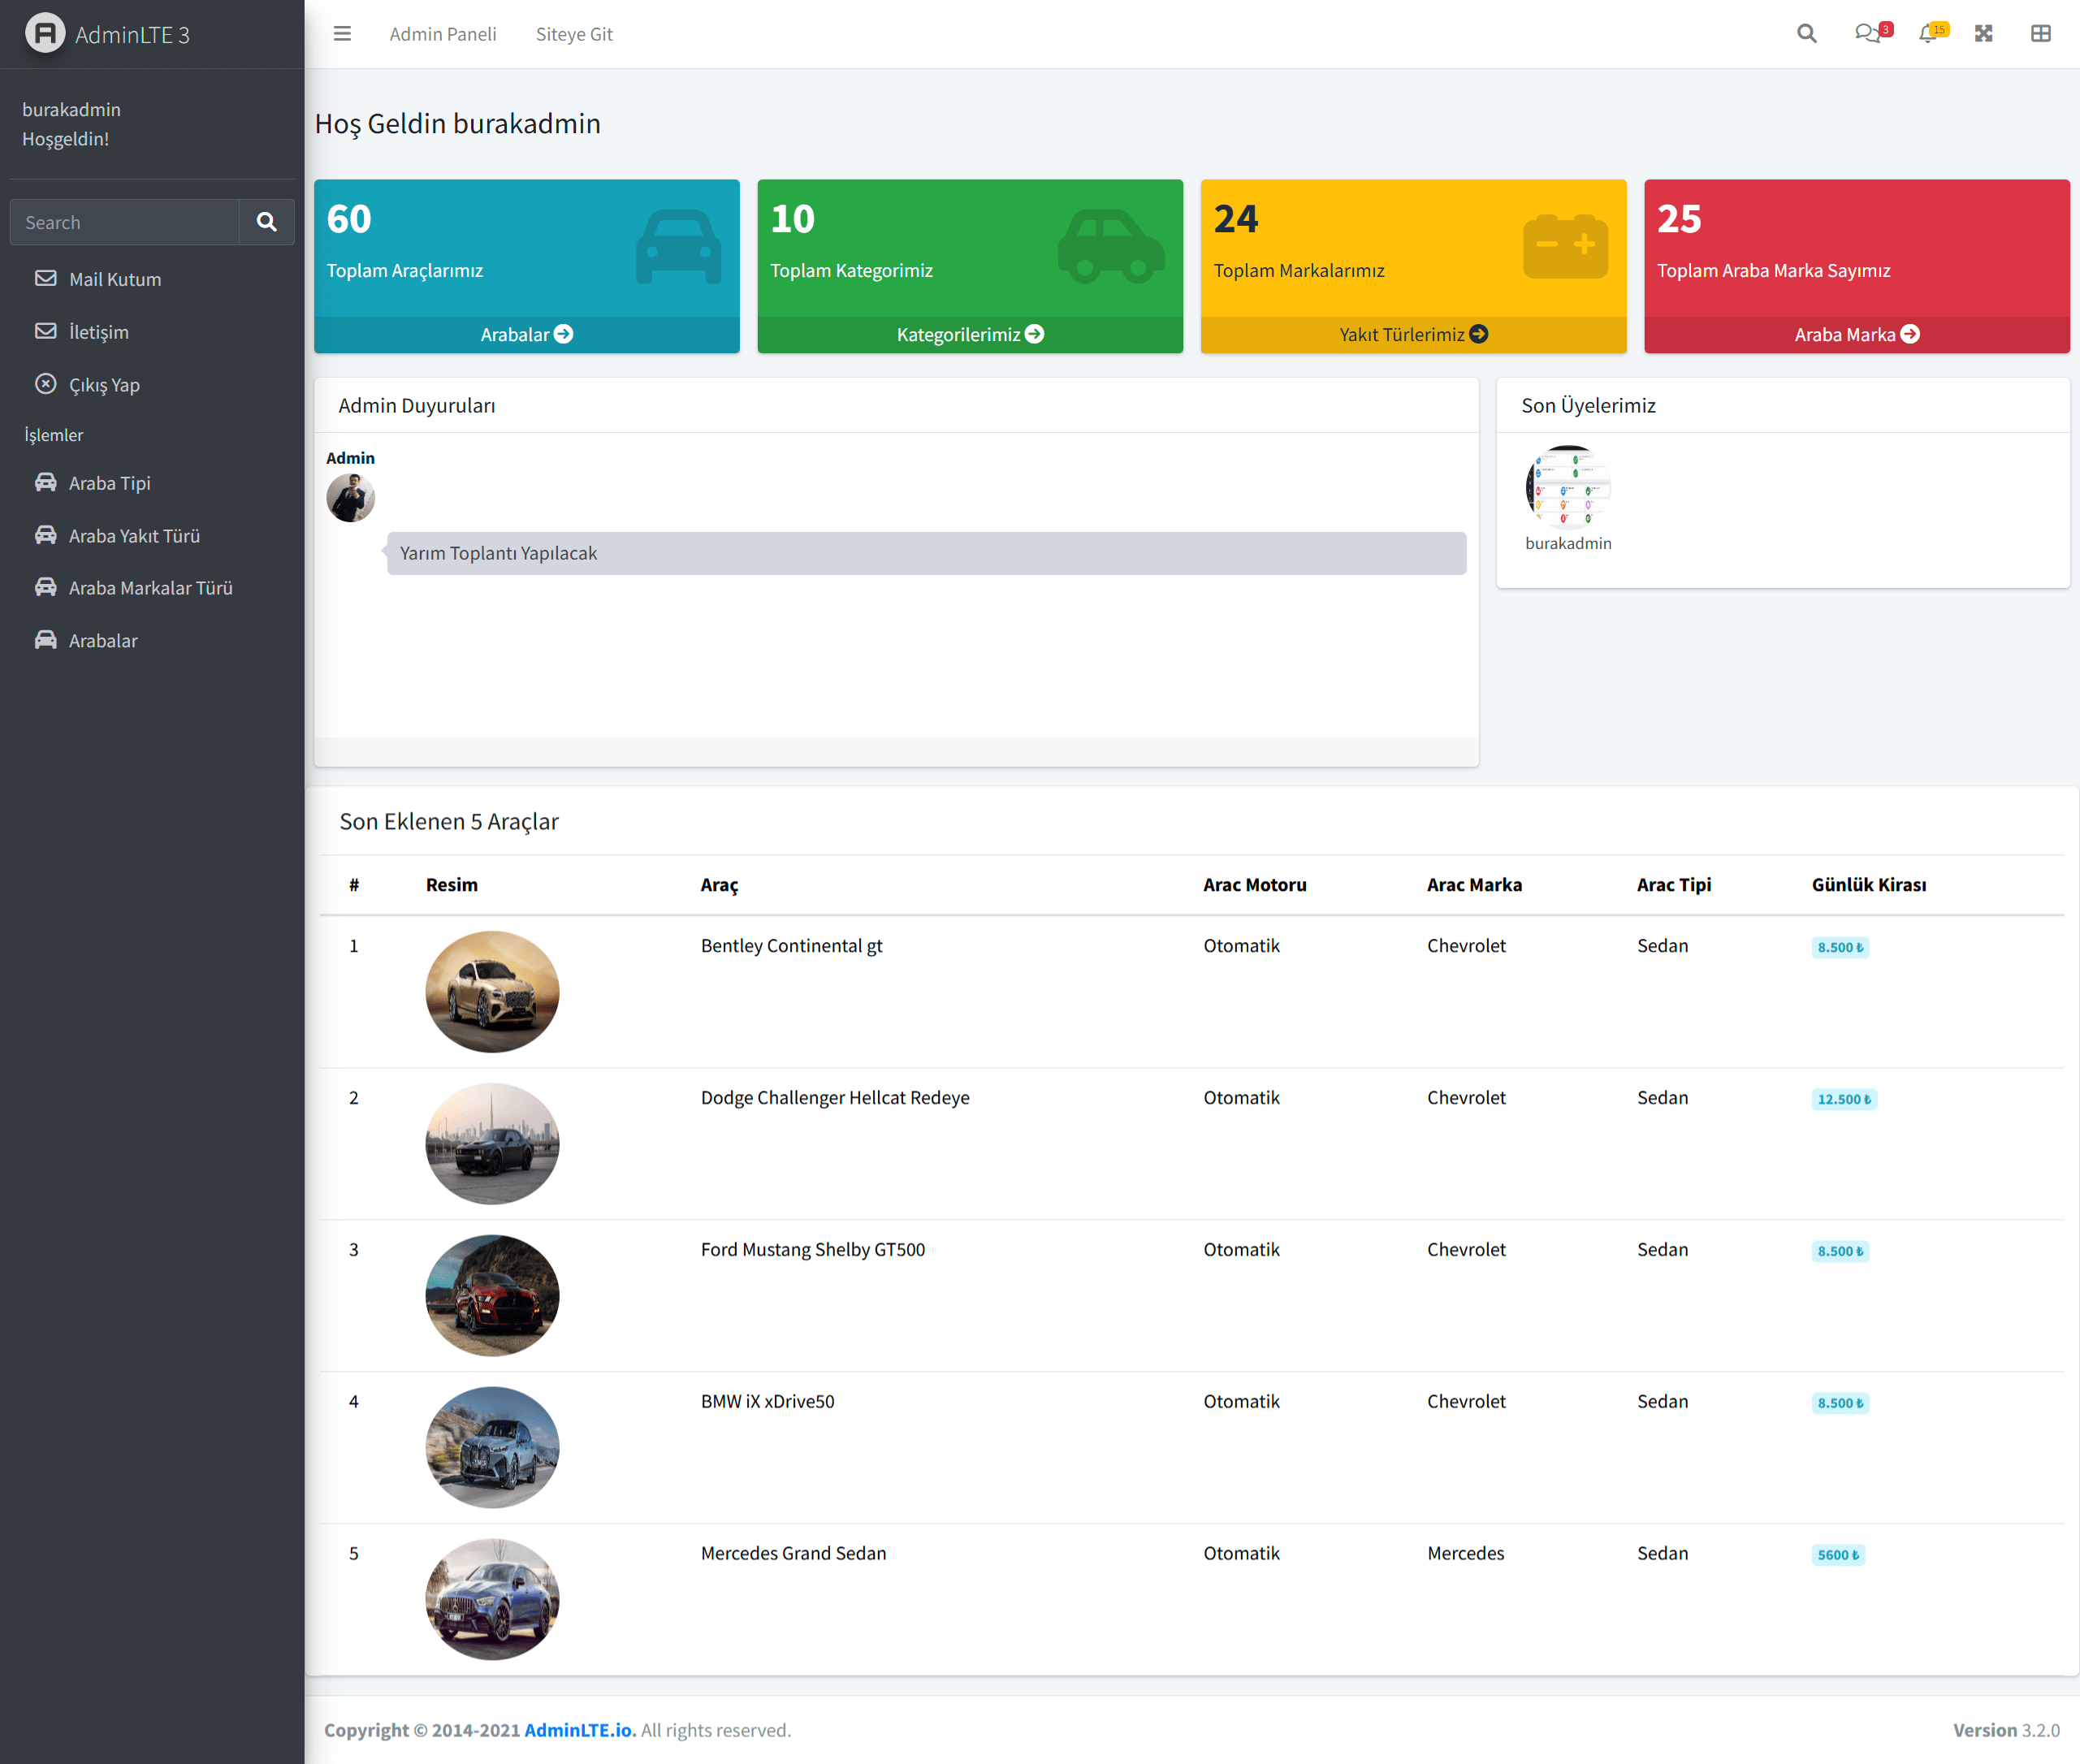 AdminLTE 3
Admin Paneli
Siteye Git
3
15
burakadmin
Hoşgeldin!
Search
Mail Kutum
İletişim
Çıkış Yap
İşlemler
Araba Tipi
Araba Yakıt Türü
Araba Markalar Türü
Arabalar
Hoş Geldin burakadmin
60
Toplam Araçlarımız
Arabalar
10
Toplam Kategorimiz
Kategorilerimiz
24
Toplam Markalarımız
Yakıt Türlerimiz
25
Toplam Araba Marka Sayımız
Araba Marka
Admin Duyuruları
Admin
Yarım Toplantı Yapılacak
Son Üyelerimiz
burakadmin
Son Eklenen 5 Araçlar
# Resim Araç Arac Motoru Arac Marka Arac Tipi Günlük Kirası
1 Bentley Continental gt Otomatik Chevrolet Sedan 8.500 ₺
2 Dodge Challenger Hellcat Redeye Otomatik Chevrolet Sedan 12.500 ₺
3 Ford Mustang Shelby GT500 Otomatik Chevrolet Sedan 8.500 ₺
4 BMW iX xDrive50 Otomatik Chevrolet Sedan 8.500 ₺
5 Mercedes Grand Sedan Otomatik Mercedes Sedan 5600 ₺
Copyright © 2014-2021 AdminLTE.io. All rights reserved.
Version 3.2.0